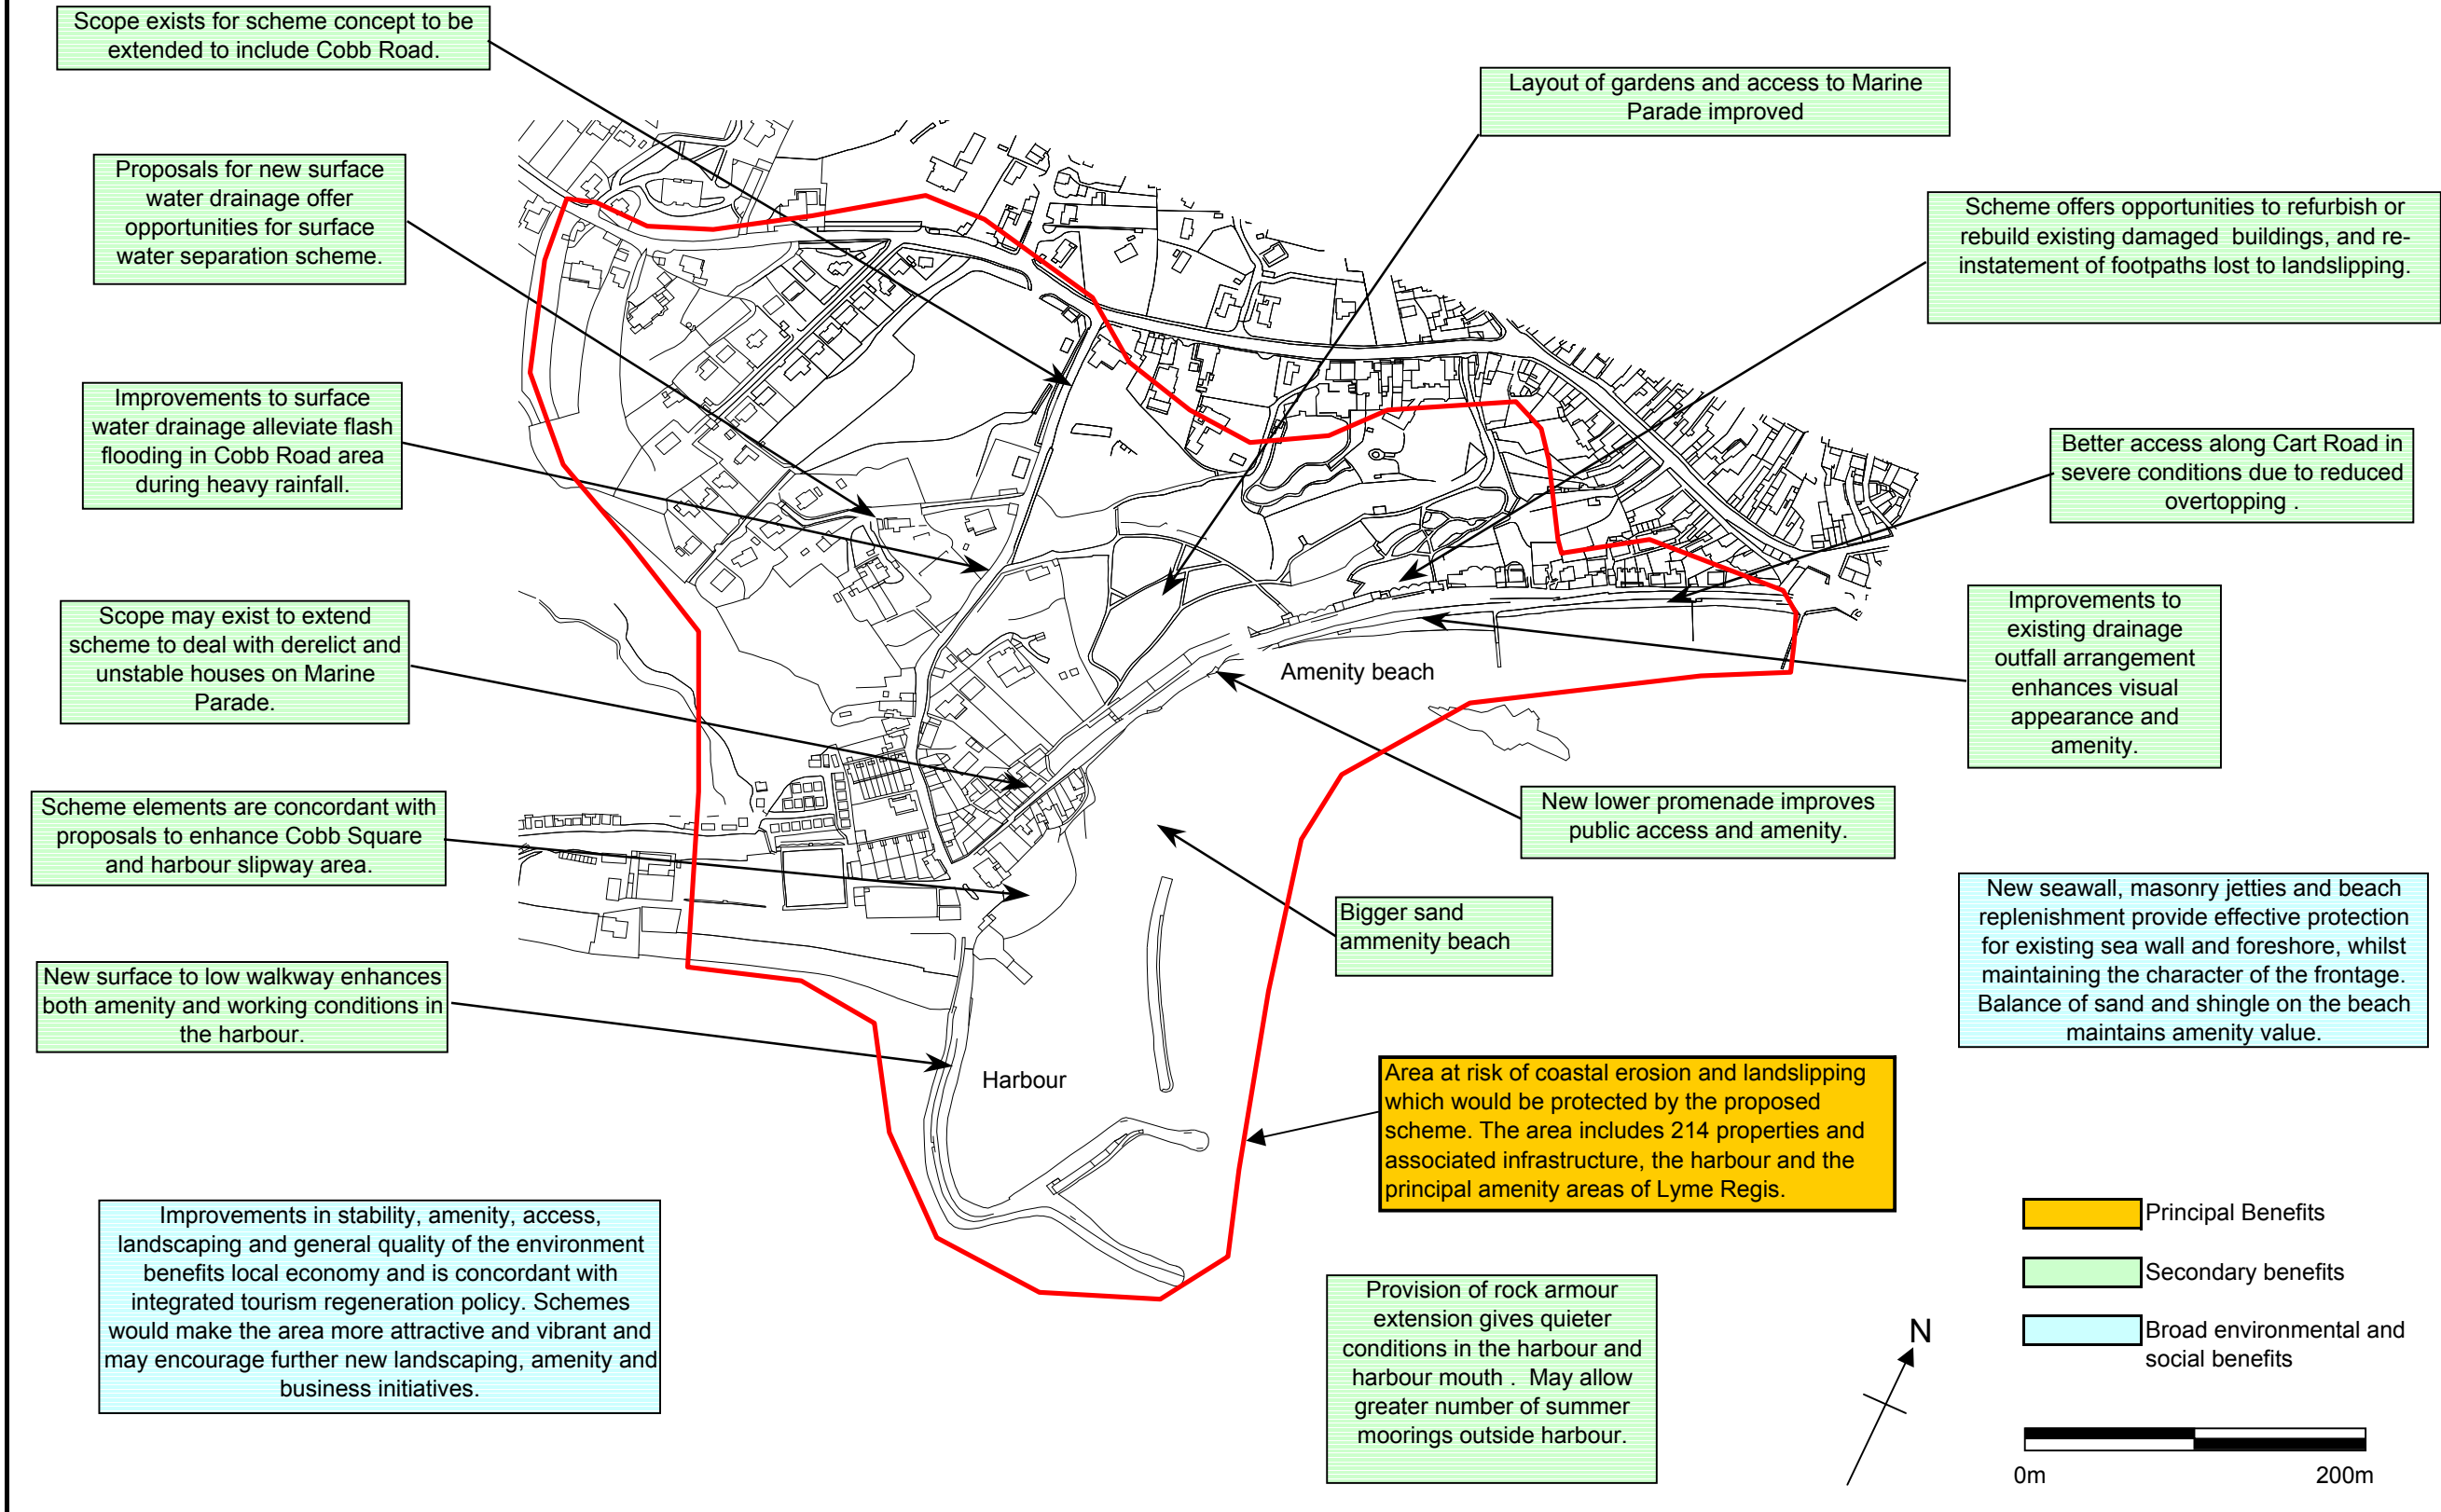 Scope exists for scheme concept to be
extended to include Cobb Road.
Layout of gardens and access to Marine
Parade improved
Proposals for new surface
water drainage offer
opportunities for surface
water separation scheme.
Scheme offers opportunities to refurbish or
rebuild existing damaged  buildings, and re-
instatement of footpaths lost to landslipping.
Improvements to surface
water drainage alleviate flash
flooding in Cobb Road area
during heavy rainfall.
Better access along Cart Road in
severe conditions due to reduced
overtopping .
Scope may exist to extend
scheme to deal with derelict and
unstable houses on Marine
Parade.
Improvements to
existing drainage
outfall arrangement
enhances visual
appearance and
amenity.
Amenity beach
Scheme elements are concordant with
proposals to enhance Cobb Square
and harbour slipway area.
New lower promenade improves
public access and amenity.
Bigger sand
ammenity beach
New seawall, masonry jetties and beach
replenishment provide effective protection
for existing sea wall and foreshore, whilst
maintaining the character of the frontage.
Balance of sand and shingle on the beach
maintains amenity value.
New surface to low walkway enhances
both amenity and working conditions in
the harbour.
Harbour
Area at risk of coastal erosion and landslipping
which would be protected by the proposed
scheme. The area includes 214 properties and
associated infrastructure, the harbour and the
principal amenity areas of Lyme Regis.
Improvements in stability, amenity, access,
landscaping and general quality of the environment
benefits local economy and is concordant with
integrated tourism regeneration policy. Schemes
would make the area more attractive and vibrant and
may encourage further new landscaping, amenity and
business initiatives.
Provision of rock armour
extension gives quieter
conditions in the harbour and
harbour mouth .  May allow
greater number of summer
moorings outside harbour.
N
Principal Benefits
Secondary benefits
Broad environmental and
social benefits
0m
200m